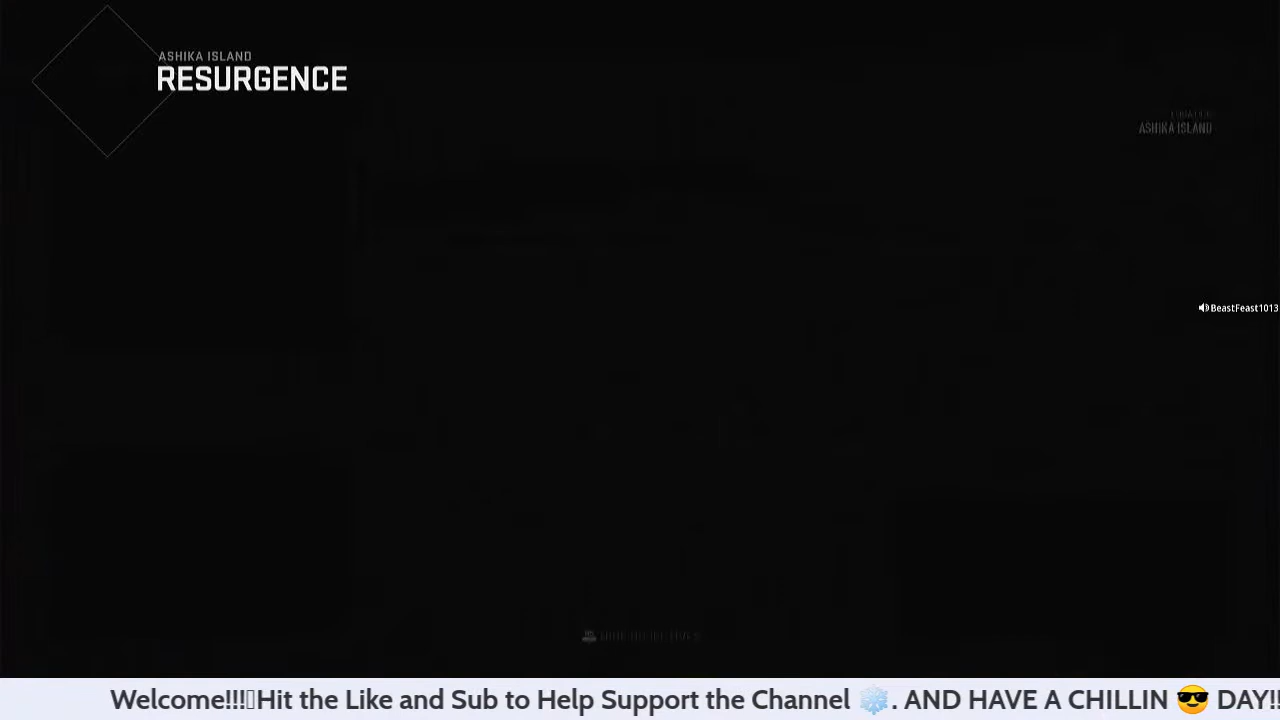 ASHIKA ISLAND
RESURGENCE
ASHIKA ISLAND
BeastFeast1013
Welcome!!!Hit the Like and Sub to Help Support the Channel ❄️. AND HAVE A CHILLIN 😎 DAY!!